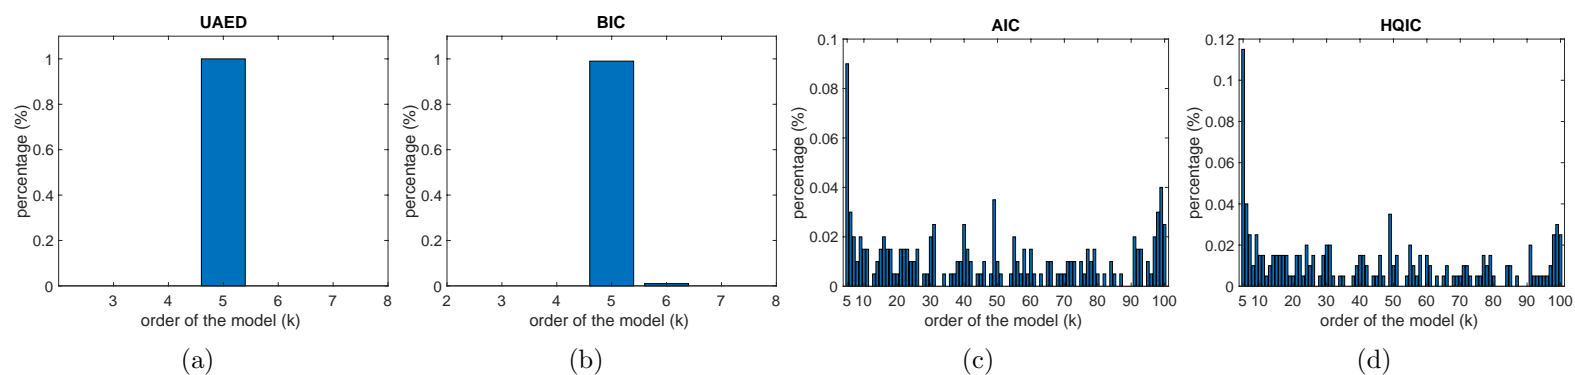 UAED
percentage (%)
1
0.8
0.6
0.4
0.2
0
3 4 5 6 7 8
order of the model (k)
(a)
BIC
percentage (%)
1
0.8
0.6
0.4
0.2
0
2 3 4 5 6 7 8
order of the model (k)
(b)
AIC
percentage (%)
0.1
0.08
0.06
0.04
0.02
0
5 10 20 30 40 50 60 70 80 90 100
order of the model (k)
(c)
HQIC
percentage (%)
0.12
0.1
0.08
0.06
0.04
0.02
0
5 10 20 30 40 50 60 70 80 90 100
order of the model (k)
(d)